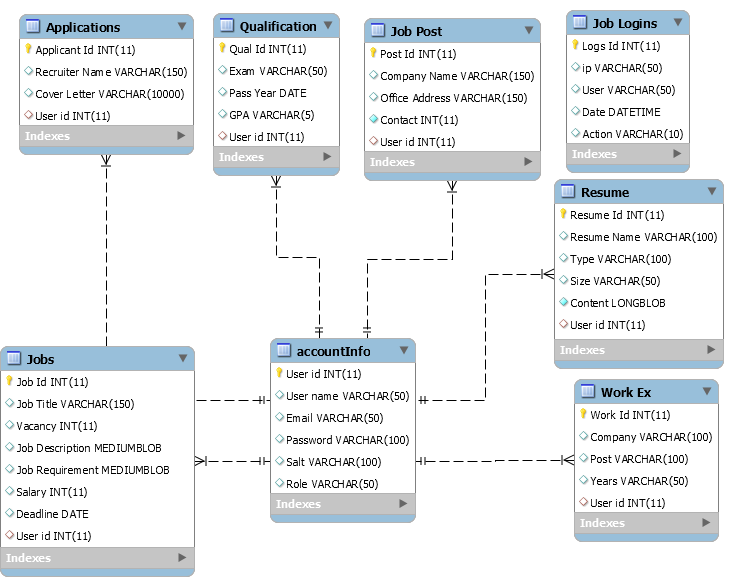 Applications
Applicant Id INT(11)
Recruiter Name VARCHAR(150)
Cover Letter VARCHAR(10000)
User id INT(11)
Indexes
Qualification
Qual Id INT(11)
Exam VARCHAR(50)
Pass Year DATE
GPA VARCHAR(5)
User id INT(11)
Indexes
Job Post
Post Id INT(11)
Company Name VARCHAR(150)
Office Address VARCHAR(150)
Contact INT(11)
User id INT(11)
Indexes
Job Logins
Logs Id INT(11)
ip VARCHAR(50)
User VARCHAR(50)
Date DATETIME
Action VARCHAR(10)
Indexes
Resume
Resume Id INT(11)
Resume Name VARCHAR(100)
Type VARCHAR(100)
Size VARCHAR(50)
Content LONGBLOB
User id INT(11)
Indexes
Jobs
Job Id INT(11)
Job Title VARCHAR(150)
Vacancy INT(11)
Job Description MEDIUMBLOB
Job Requirement MEDIUMBLOB
Salary INT(11)
Deadline DATE
User id INT(11)
Indexes
accountInfo
User id INT(11)
User name VARCHAR(50)
Email VARCHAR(50)
Password VARCHAR(100)
Salt VARCHAR(100)
Role VARCHAR(50)
Indexes
Work Ex
Work Id INT(11)
Company VARCHAR(100)
Post VARCHAR(100)
Years VARCHAR(50)
User id INT(11)
Indexes